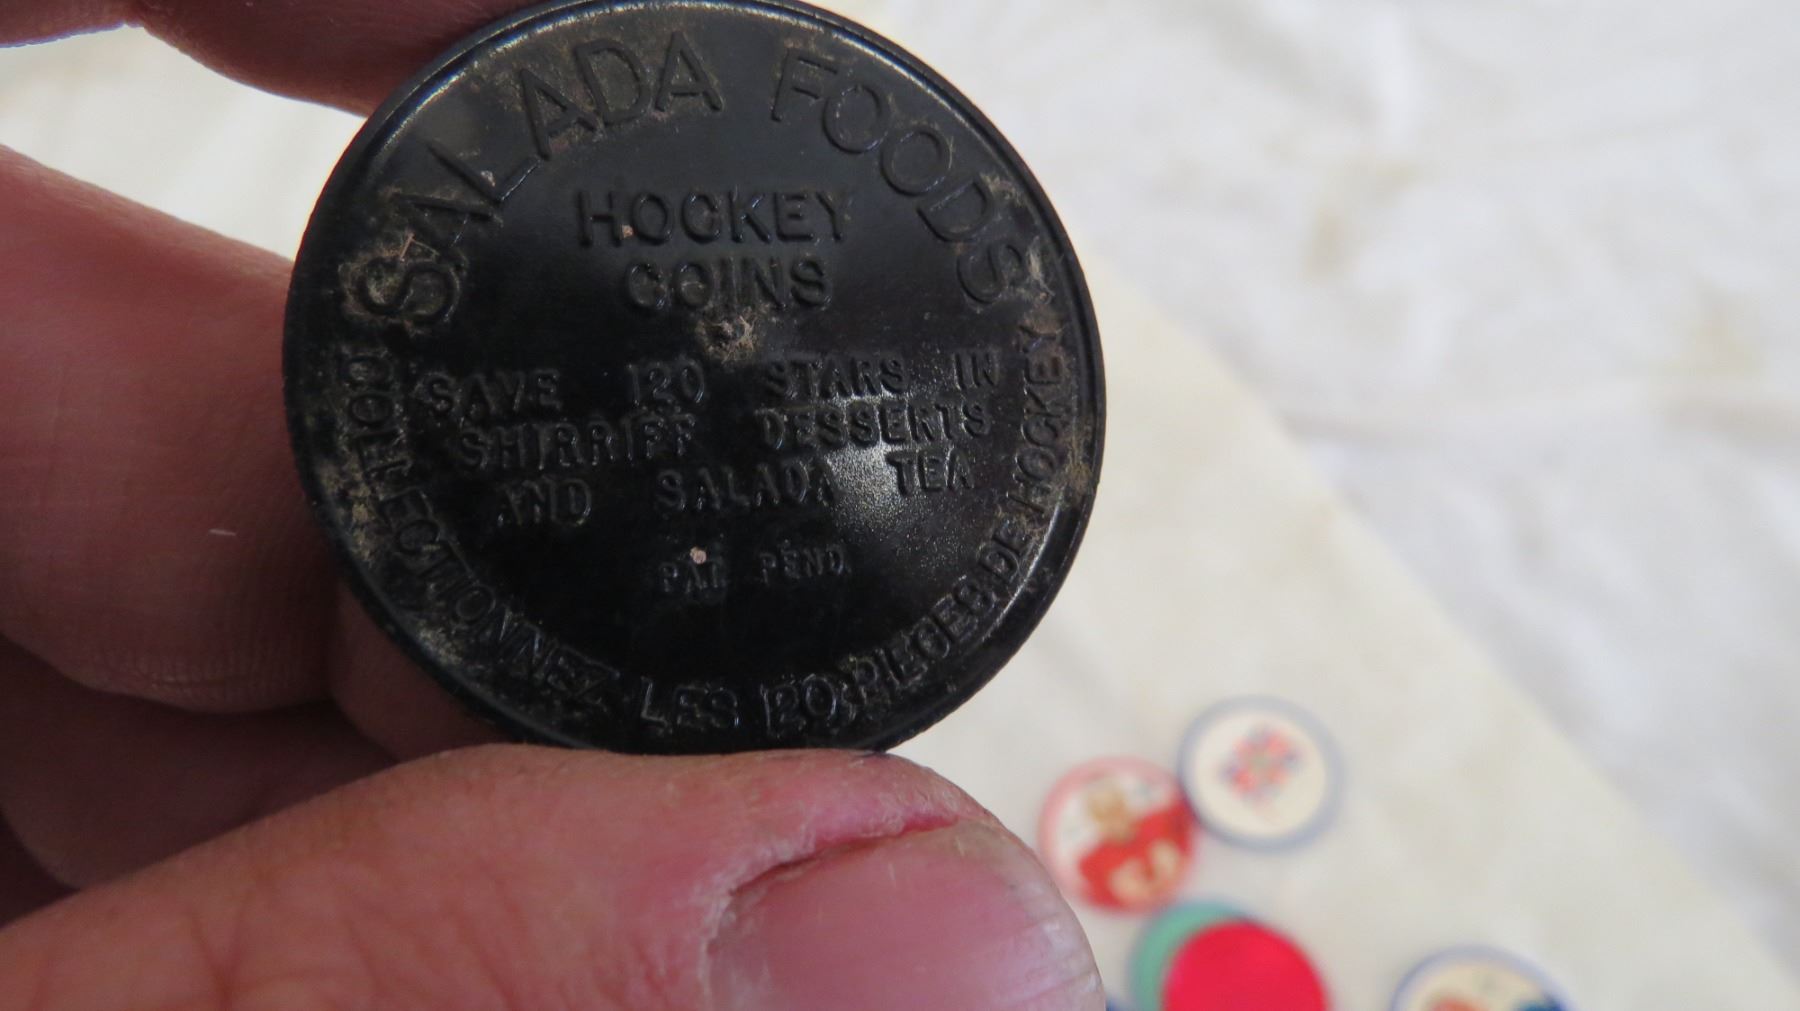 SALADA FOODS
HOCKEY
COINS
SAVE 120 STARS IN
SHIRRIFF DESSERTS
AND SALADA TEA
PAT. PEND.
LES 120 PIECES DE HOCKEY